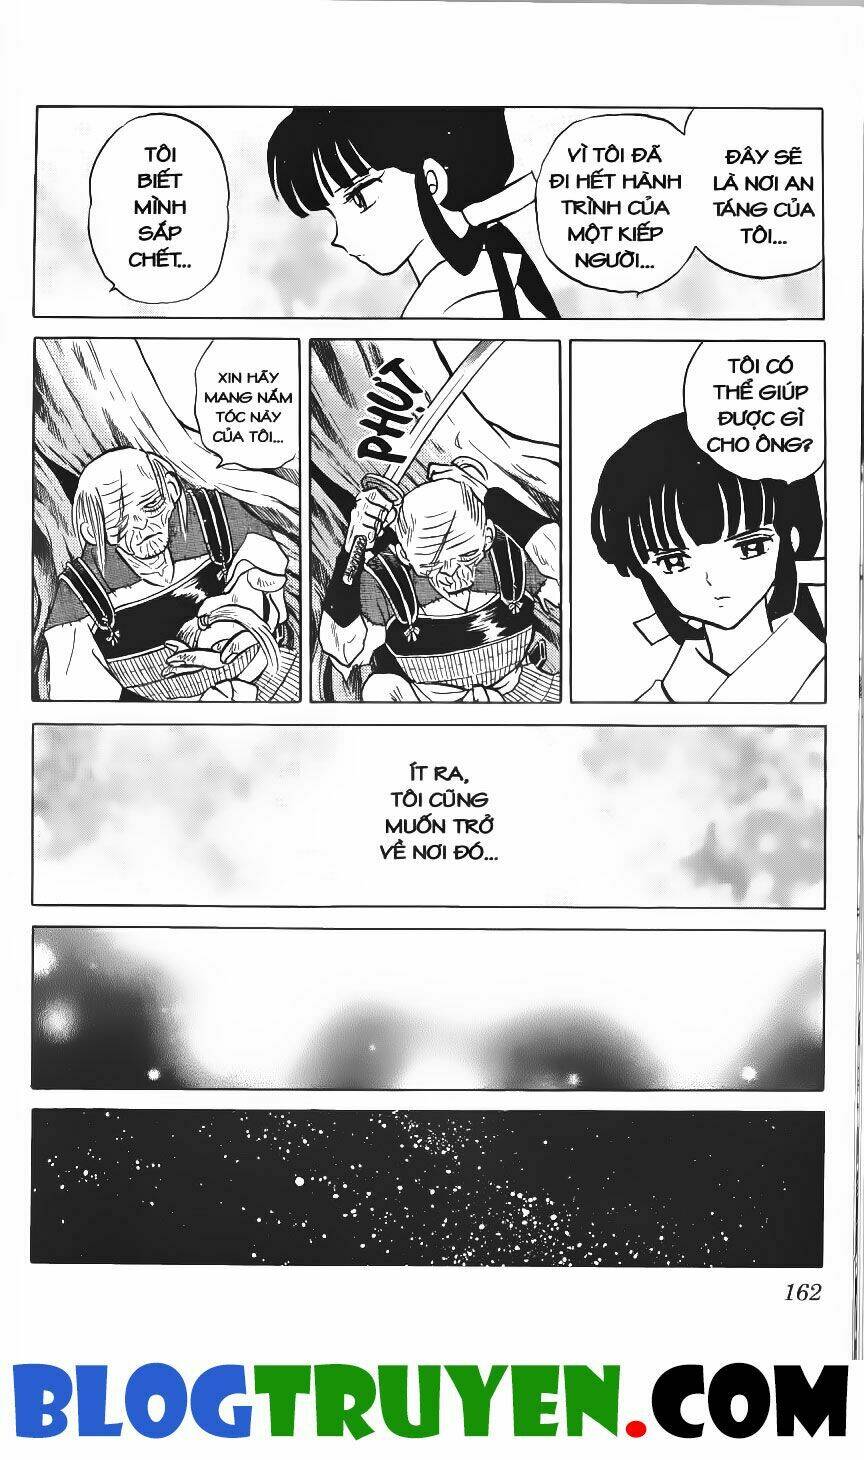 ĐÂY SẼ
LÀ NƠI AN
TÁNG CỦA
TÔI...
VÌ TÔI ĐÃ
ĐI HẾT HÀNH
TRÌNH CỦA
MỘT KIẾP
NGƯỜI...
TÔI
BIẾT
MÌNH
SẮP
CHẾT...
TÔI CÓ
THỂ GIÚP
ĐƯỢC GÌ
CHO ÔNG?
PHỰT
XIN HÃY
MANG NẮM
TÓC NÀY
CỦA TÔI...
ÍT RA,
TÔI CŨNG
MUỐN TRỞ
VỀ NƠI ĐÓ...
162
BLOGTRUYEN.COM